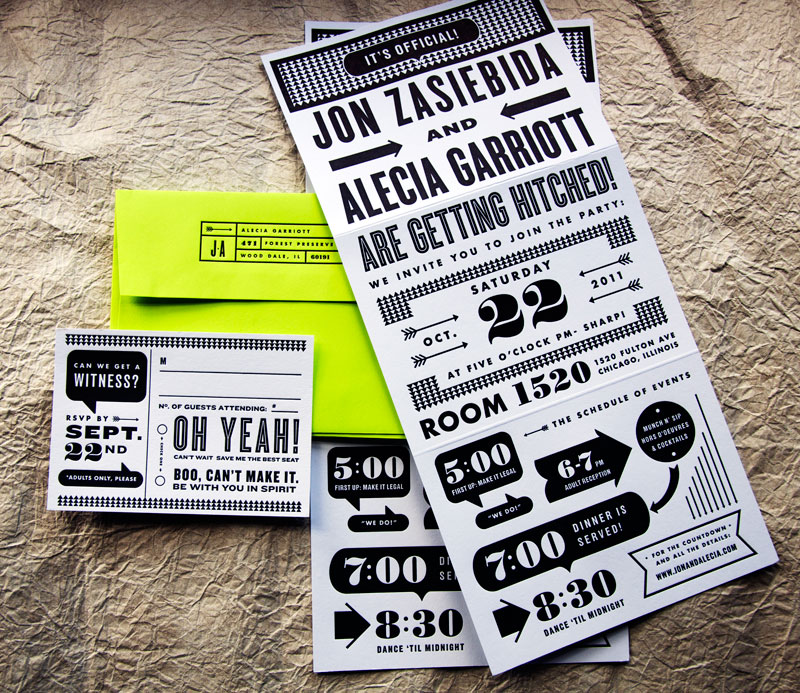 IT'S OFFICIAL!
JON ZASIEBIDA
AND
ALECIA GARRIOTT
ARE GETTING HITCHED!
WE INVITE YOU TO JOIN THE PARTY:
SATURDAY
OCT. 22 2011
AT FIVE O'CLOCK PM- SHARP!
ROOM 1520
1520 FULTON AVE
CHICAGO, ILLINOIS
THE SCHEDULE OF EVENTS
5:00
FIRST UP: MAKE IT LEGAL
"WE DO!"
6-7 PM
ADULT RECEPTION
MUNCH N' SIP
HORS D'OEUVRES
& COCKTAILS
7:00 DINNER IS
SERVED!
8:30
DANCE 'TIL MIDNIGHT
* FOR THE COUNTDOWN
AND ALL THE DETAILS:
WWW.JONANDALECIA.COM
J·A
ALECIA GARRIOTT
471 FOREST PRESERVE
WOOD DALE, IL 60191
CAN WE GET A
WITNESS?
RSVP BY
SEPT.
22ND
*ADULTS ONLY, PLEASE
M
Nº. OF GUESTS ATTENDING: #
OH YEAH!
CAN'T WAIT SAVE ME THE BEST SEAT
BOO, CAN'T MAKE IT.
BE WITH YOU IN SPIRIT
5:00
FIRST UP: MAKE IT LEGAL
"WE DO!"
7:00
8:30
DANCE 'TIL MIDNIGHT